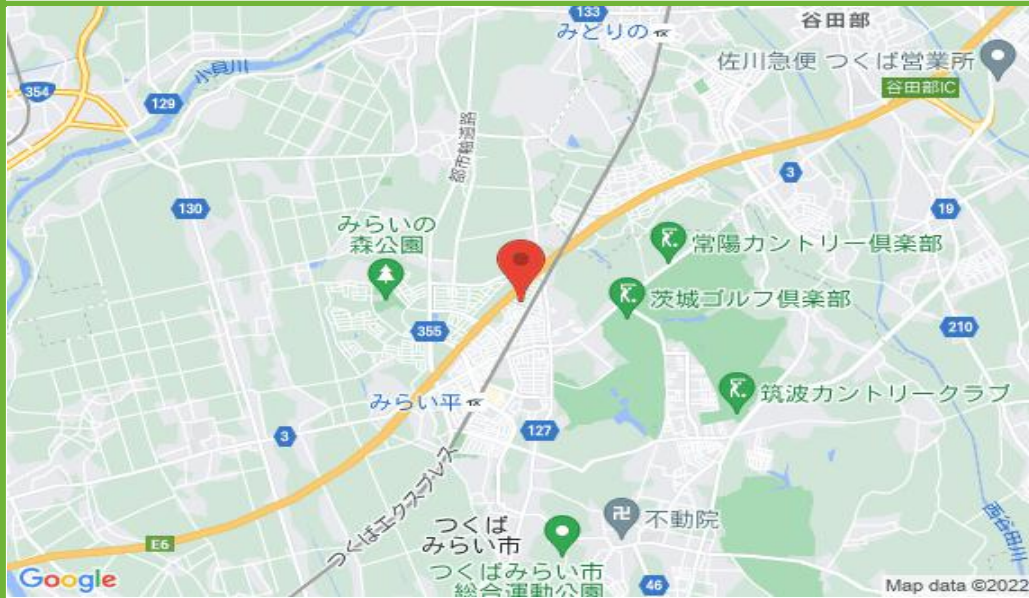 133
谷田部
みどりの
佐川急便 つくば営業所
谷田部IC
小貝川
354
129
都市軸道路
3
130
19
みらいの
森公園
常陽カントリー倶楽部
茨城ゴルフ倶楽部
355
210
みらい平
筑波カントリークラブ
3
127
つくばエクスプレス
つくば
みらい市
不動院
西谷田川
E6
つくばみらい市
総合運動公園
46
Google
Map data ©2022